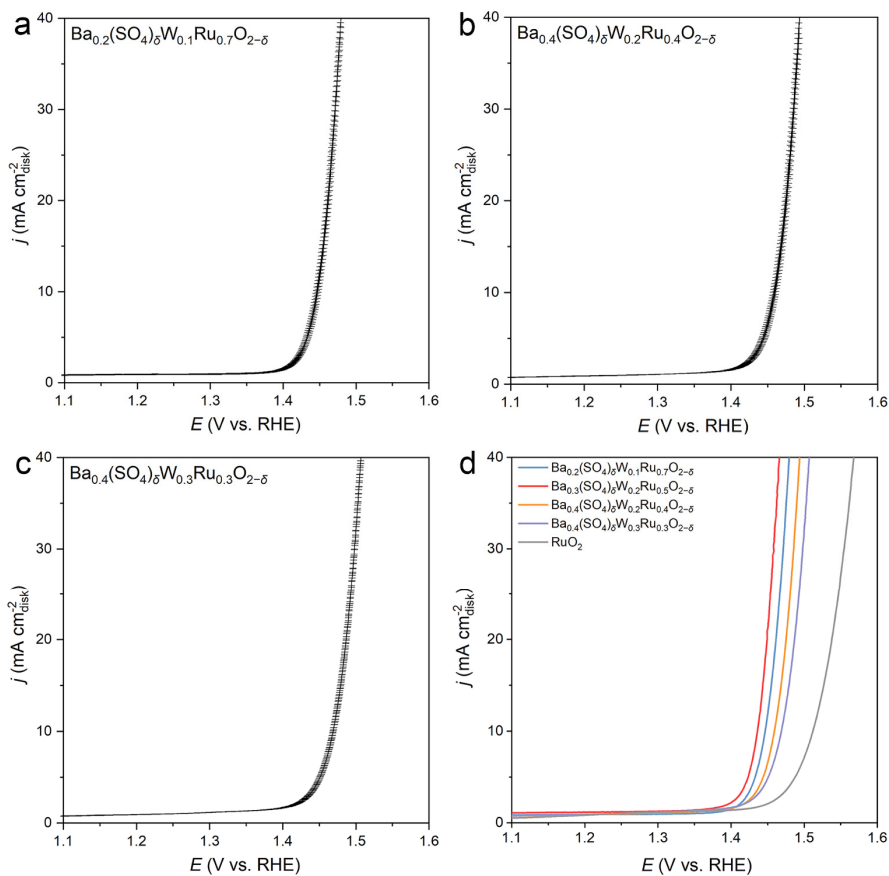 a
Ba₀.₂(SO₄)δW₀.₁Ru₀.₇O₂₋δ
40
30
20
10
0
j (mA cm⁻²disk)
1.1 1.2 1.3 1.4 1.5 1.6
E (V vs. RHE)
b
Ba₀.₄(SO₄)δW₀.₂Ru₀.₄O₂₋δ
40
30
20
10
0
j (mA cm⁻²disk)
1.1 1.2 1.3 1.4 1.5 1.6
E (V vs. RHE)
c
Ba₀.₄(SO₄)δW₀.₃Ru₀.₃O₂₋δ
40
30
20
10
0
j (mA cm⁻²disk)
1.1 1.2 1.3 1.4 1.5 1.6
E (V vs. RHE)
d
Ba₀.₂(SO₄)δW₀.₁Ru₀.₇O₂₋δ
Ba₀.₃(SO₄)δW₀.₂Ru₀.₅O₂₋δ
Ba₀.₄(SO₄)δW₀.₂Ru₀.₄O₂₋δ
Ba₀.₄(SO₄)δW₀.₃Ru₀.₃O₂₋δ
RuO₂
40
30
20
10
0
j (mA cm⁻²disk)
1.1 1.2 1.3 1.4 1.5 1.6
E (V vs. RHE)